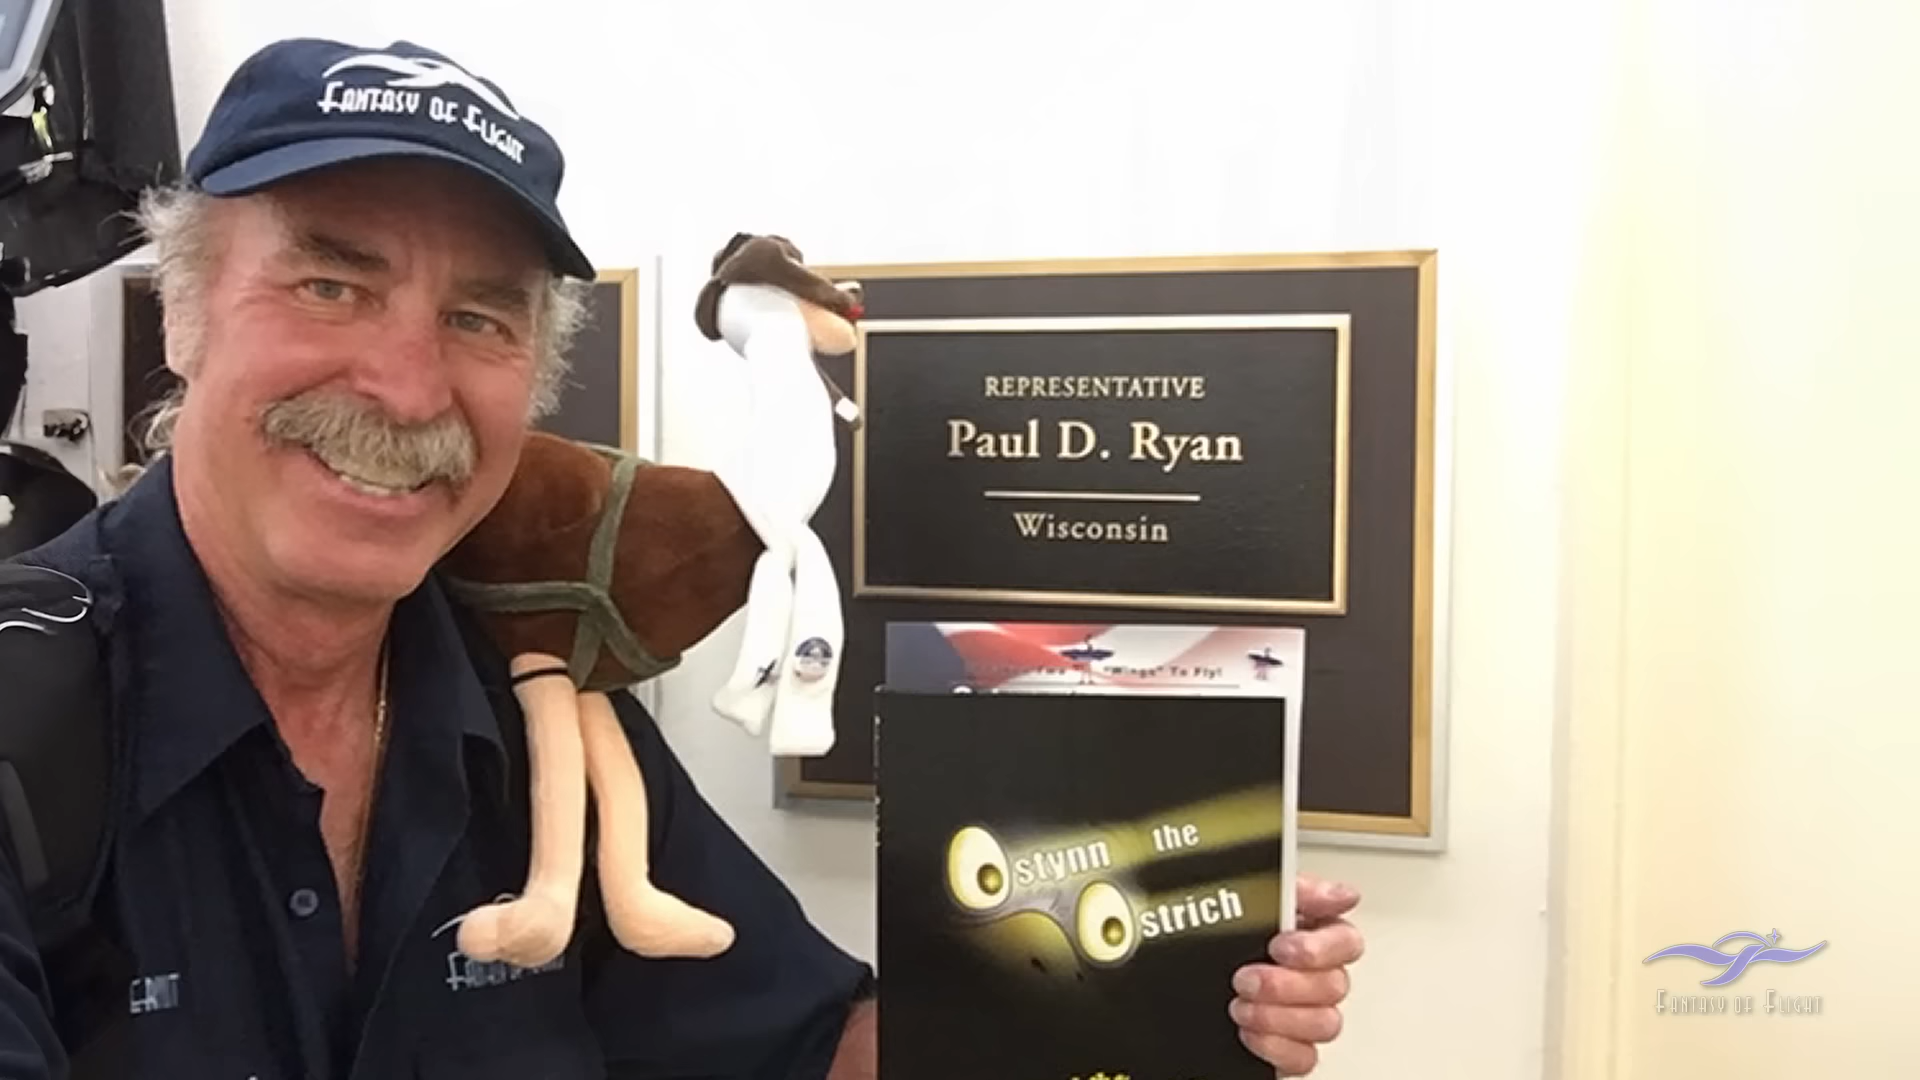 FANTASY OF FLIGHT
REPRESENTATIVE
Paul D. Ryan
Wisconsin
"Wings" To Fly!
Ostynn the
Ostrich
FANTASY OF FLIGHT